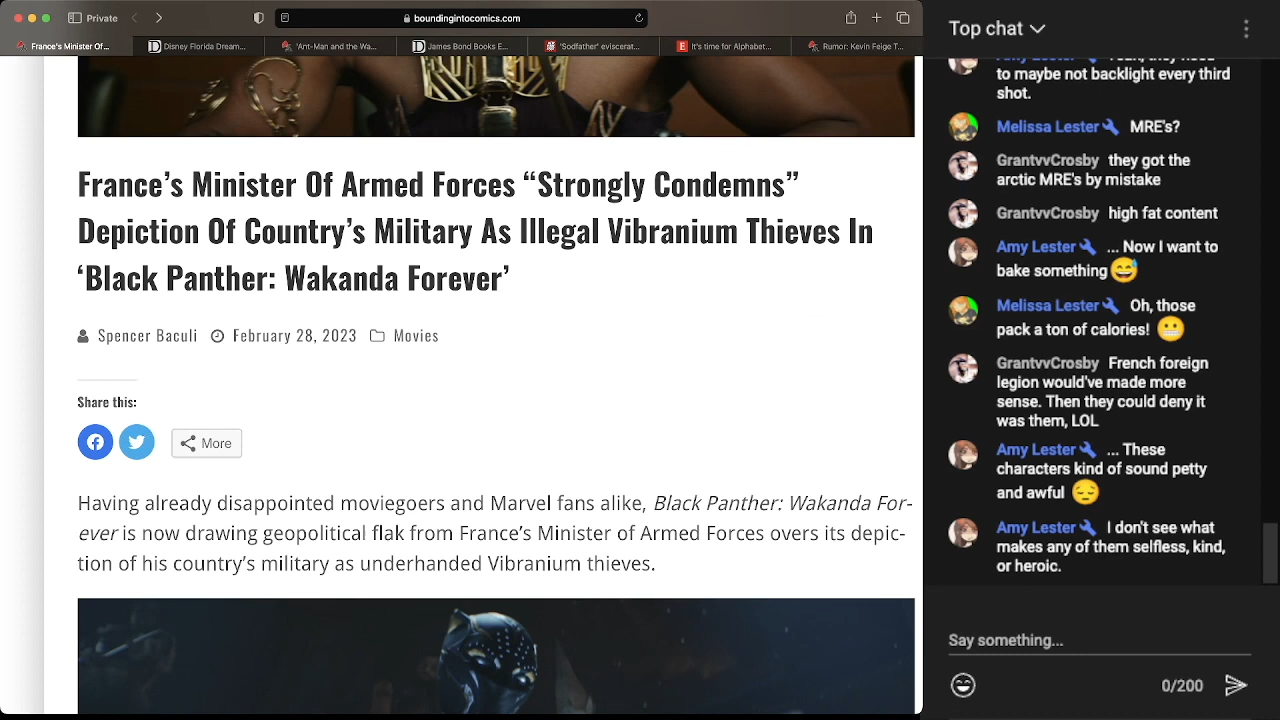 Private
boundingintocomics.com
France's Minister Of...
Disney Florida Dream...
'Ant-Man and the Wa...
James Bond Books E...
'Sodfather' eviscerat...
It's time for Alphabet...
Rumor: Kevin Feige T...
France’s Minister Of Armed Forces “Strongly Condemns”
Depiction Of Country’s Military As Illegal Vibranium Thieves In
‘Black Panther: Wakanda Forever’
Spencer Baculi February 28, 2023 Movies
Share this:
More
Having already disappointed moviegoers and Marvel fans alike, Black Panther: Wakanda For-
ever is now drawing geopolitical flak from France’s Minister of Armed Forces overs its depic-
tion of his country’s military as underhanded Vibranium thieves.
Top chat
Amy Lester Yeah, they need
to maybe not backlight every third
shot.
Melissa Lester MRE's?
GrantvvCrosby they got the
arctic MRE's by mistake
GrantvvCrosby high fat content
Amy Lester ... Now I want to
bake something
Melissa Lester Oh, those
pack a ton of calories!
GrantvvCrosby French foreign
legion would've made more
sense. Then they could deny it
was them, LOL
Amy Lester ... These
characters kind of sound petty
and awful
Amy Lester I don't see what
makes any of them selfless, kind,
or heroic.
Say something...
0/200